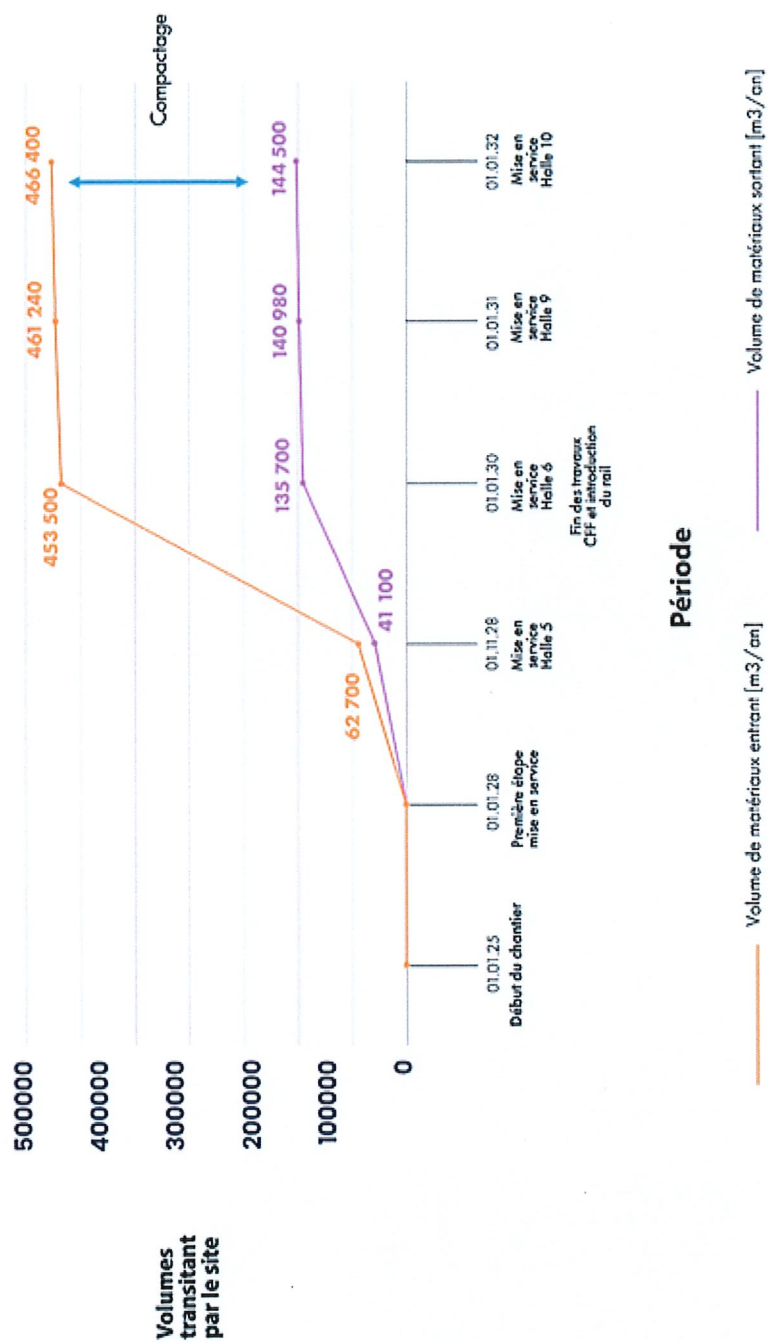 Volumes
transitant
par le site
500000
400000
300000
200000
100000
0
466 400
461 240
453 500
62 700
Compactage
144 500
140 980
135 700
41 100
01.01.25
Début du chantier
01.01.28
Première étape
mise en service
01.11.28
Mise en
service
Halle 5
01.01.30
Mise en
service
Halle 6
Fin des travaux
CFF et introduction
du rail
01.01.31
Mise en
service
Halle 9
01.01.32
Mise en
service
Halle 10
Période
Volume de matériaux entrant [m3/an]
Volume de matériaux sortant [m3/an]